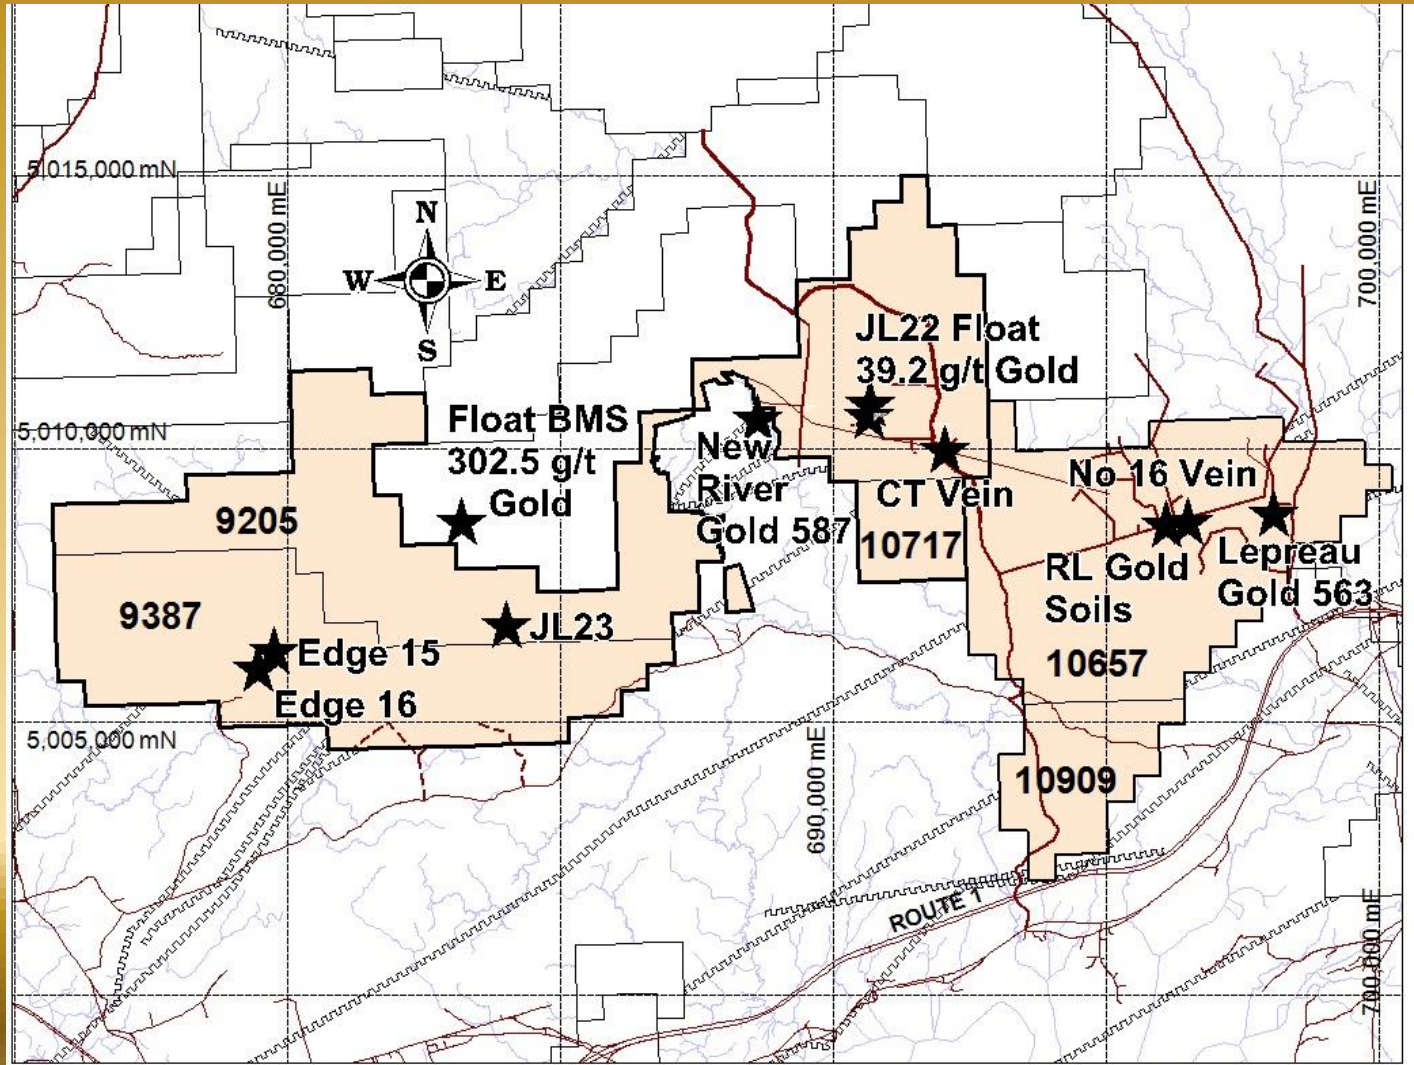 5,015,000 mN
680,000 mE
700,000 mE
N
W
E
S
JL22 Float
39.2 g/t Gold
Float BMS
302.5 g/t
Gold
5,010,000 mN
New
River
Gold 587
CT Vein
No 16 Vein
9205
10717
RL Gold
Soils
Lepreau
Gold 563
9387
JL23
Edge 15
Edge 16
10657
5,005,000 mN
690,000 mE
10909
ROUTE 1
700,000 mE